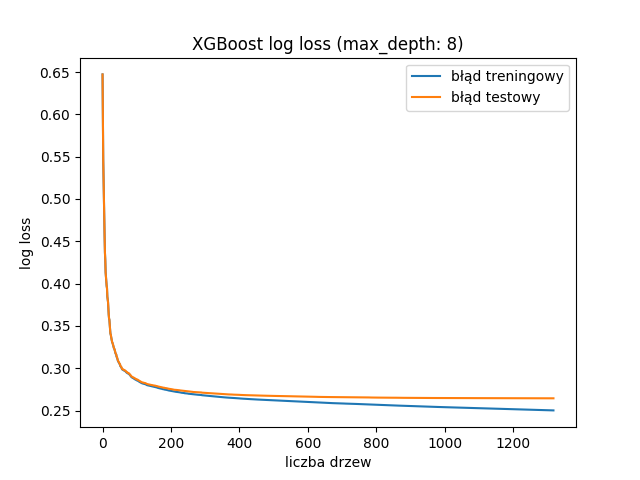 XGBoost log loss (max_depth: 8)
błąd treningowy
błąd testowy
0.65
0.60
0.55
0.50
0.45
0.40
0.35
0.30
0.25
log loss
0 200 400 600 800 1000 1200
liczba drzew